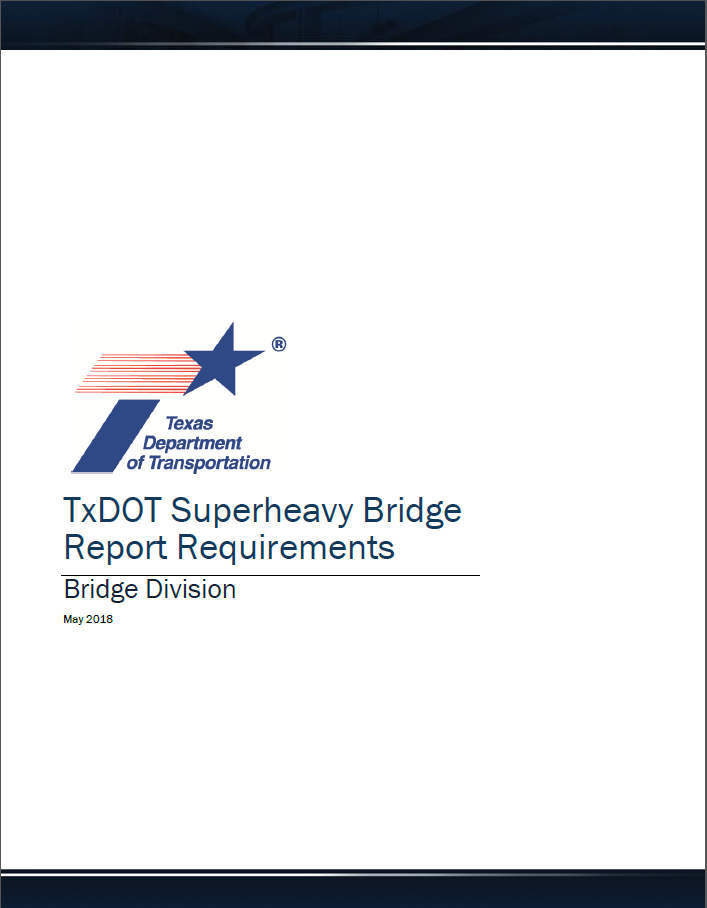 ®
Texas
Department
of Transportation
TxDOT Superheavy Bridge
Report Requirements
Bridge Division
May 2018